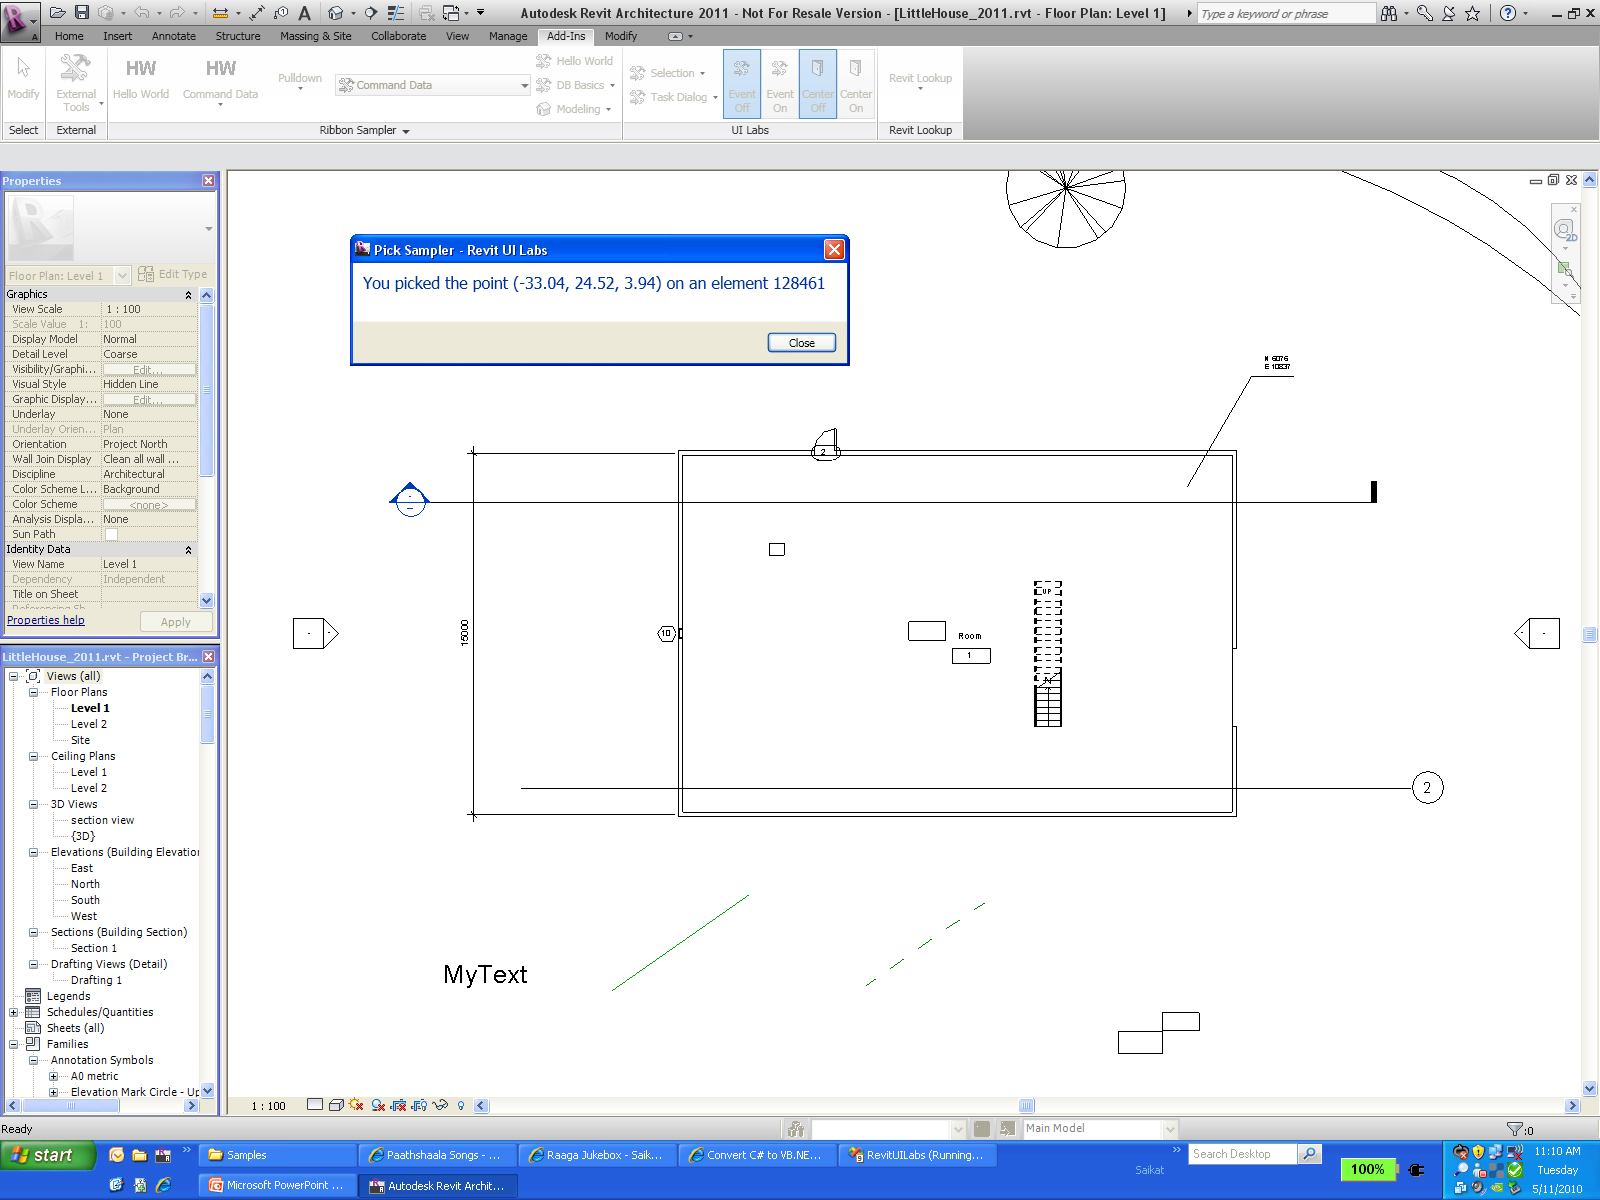 Autodesk Revit Architecture 2011 - Not For Resale Version - [LittleHouse_2011.rvt - Floor Plan: Level 1]
Type a keyword or phrase
Home Insert Annotate Structure Massing & Site Collaborate View Manage Add-Ins Modify
Modify
External Tools
HW Hello World
HW Command Data
Pulldown
Command Data
Hello World
DB Basics
Modeling
Selection
Task Dialog
Event Off
Event On
Center Off
Center On
Revit Lookup
Select External Ribbon Sampler UI Labs Revit Lookup
Properties
Floor Plan: Level 1 Edit Type
Graphics
View Scale 1 : 100
Scale Value 1: 100
Display Model Normal
Detail Level Coarse
Visibility/Graphi... Edit...
Visual Style Hidden Line
Graphic Display... Edit...
Underlay None
Underlay Orien... Plan
Orientation Project North
Wall Join Display Clean all wall ...
Discipline Architectural
Color Scheme L... Background
Color Scheme <none>
Analysis Displa... None
Sun Path
Identity Data
View Name Level 1
Dependency Independent
Title on Sheet
Properties help Apply
LittleHouse_2011.rvt - Project Br...
Views (all)
Floor Plans
Level 1
Level 2
Site
Ceiling Plans
Level 1
Level 2
3D Views
section view
{3D}
Elevations (Building Elevation
East
North
South
West
Sections (Building Section)
Section 1
Drafting Views (Detail)
Drafting 1
Legends
Schedules/Quantities
Sheets (all)
Families
Annotation Symbols
A0 metric
Elevation Mark Circle - Up
Pick Sampler - Revit UI Labs
You picked the point (-33.04, 24.52, 3.94) on an element 128461
Close
2D
N 6076
E 10837
2
15000
10
UP
Room
1
2
MyText
1 : 100
Ready
Main Model
:0
start
Samples
Paathshaala Songs - ...
Raaga Jukebox - Saik...
Convert C# to VB.NE...
RevitUILabs (Running...
Microsoft PowerPoint ...
Autodesk Revit Archit...
Saikat
Search Desktop
100%
11:10 AM
Tuesday
5/11/2010